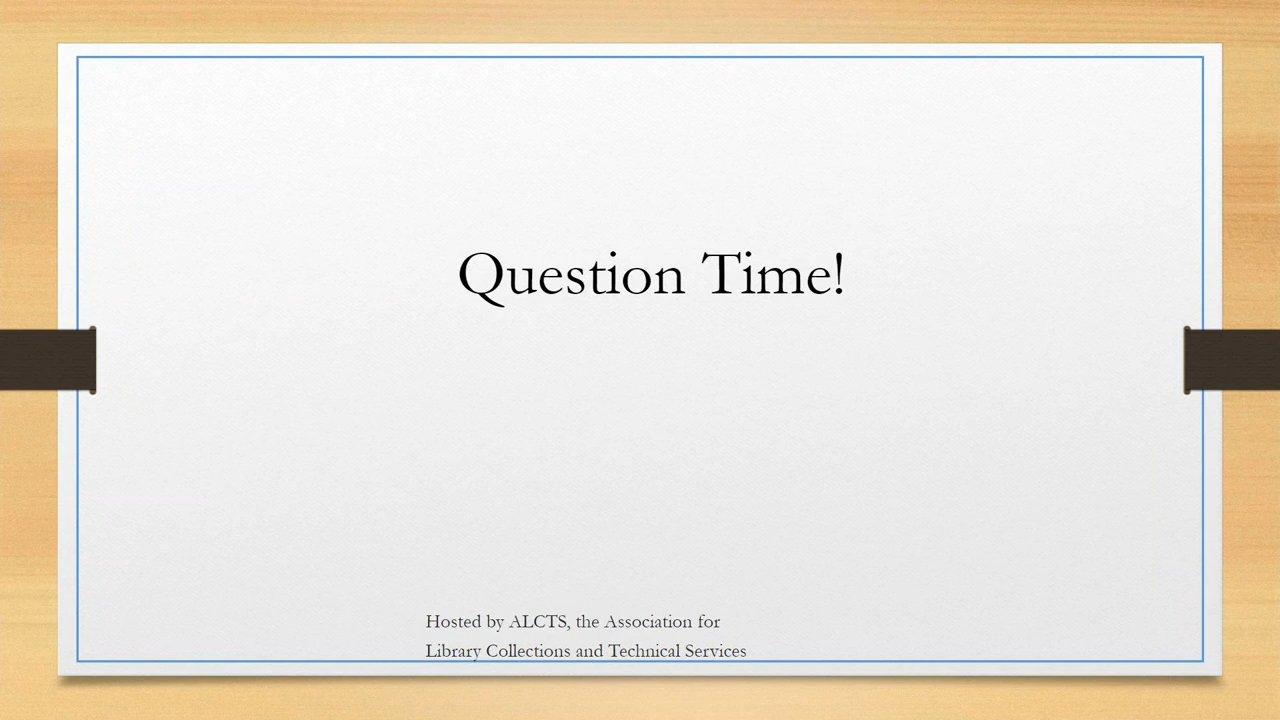 Question Time!
Hosted by ALCTS, the Association for
Library Collections and Technical Services